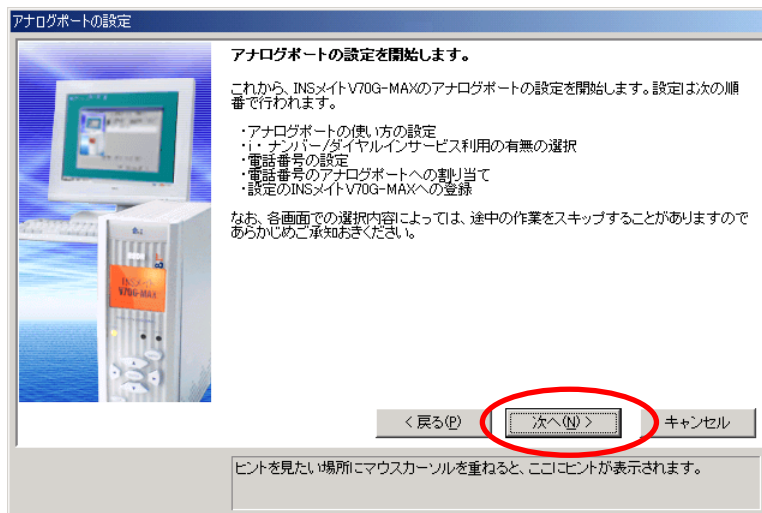 アナログポートの設定
アナログポートの設定を開始します。
これから、INSメイトV70G-MAXのアナログポートの設定を開始します。設定は次の順
番で行われます。
・アナログポートの使い方の設定
・i・ナンバー/ダイヤルインサービス利用の有無の選択
・電話番号の設定
・電話番号のアナログポートへの割り当て
・設定のINSメイトV70G-MAXへの登録
なお、各画面での選択内容によっては、途中の作業をスキップすることがありますので
あらかじめご承知おきください。
INSメイト
V70G-MAX
< 戻る(P)
次へ(N) >
キャンセル
ヒントを見たい場所にマウスカーソルを重ねると、ここにヒントが表示されます。